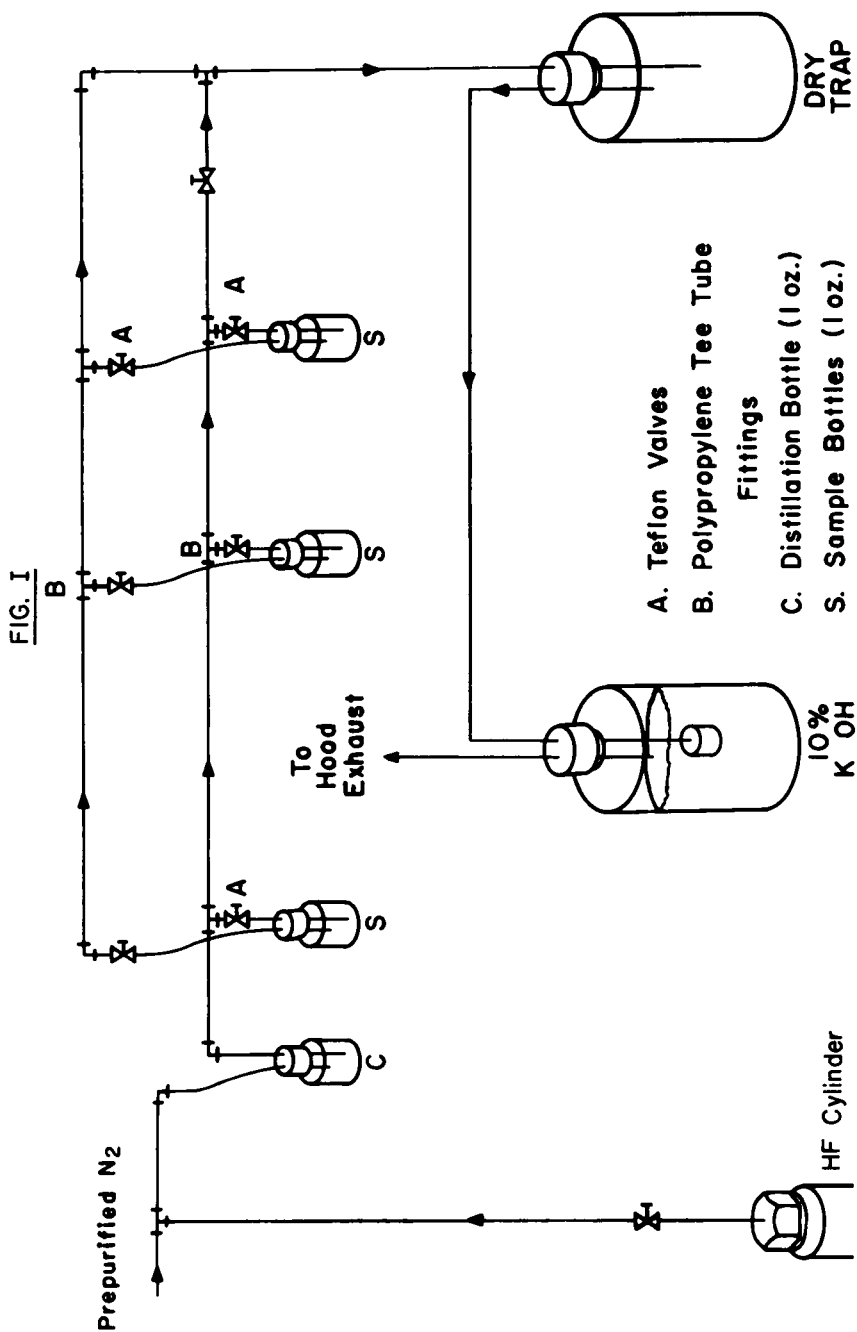 FIG. I
B
A
Prepurified N2
B
A
A
C
S
S
S
To
Hood
Exhaust
HF Cylinder
10%
K OH
DRY
TRAP
A. Teflon Valves
B. Polypropylene Tee Tube
Fittings
C. Distillation Bottle (1 oz.)
S. Sample Bottles (1 oz.)